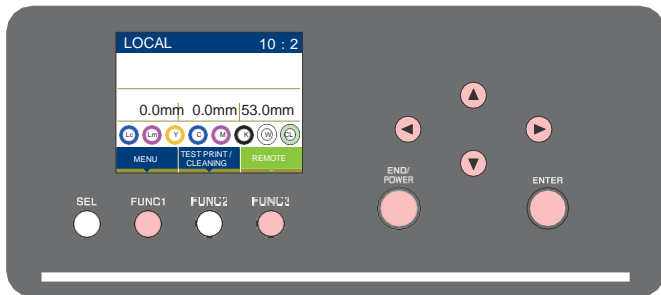 LOCAL 10 : 2
0.0mm 0.0mm 53.0mm
Lc Lm Y C M K W CL
MENU TEST PRINT / CLEANING REMOTE
END/
POWER
ENTER
SEL FUNC1 FUNC2 FUNC3